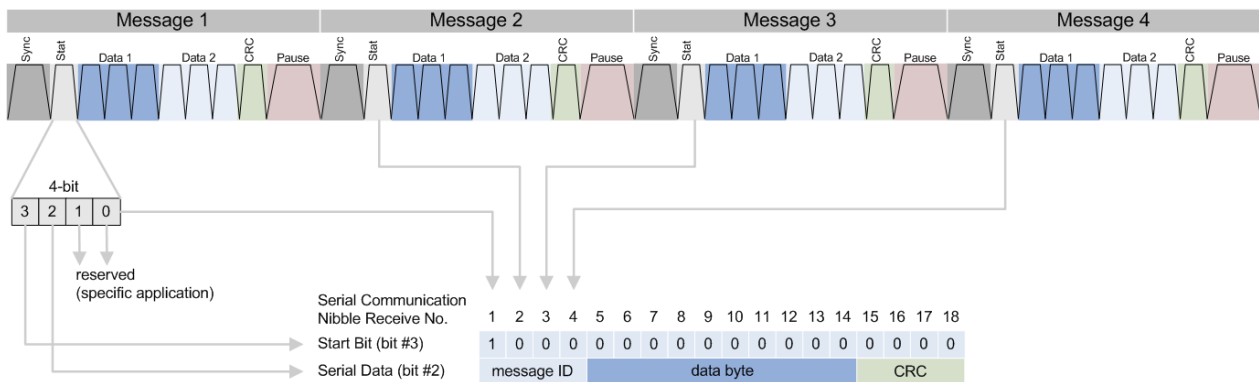 Message 1 Message 2 Message 3 Message 4
Sync Stat Data 1 Data 2 CRC Pause Sync Stat Data 1 Data 2 CRC Pause Sync Stat Data 1 Data 2 CRC Pause Sync Stat Data 1 Data 2 CRC Pause
4-bit
3 2 1 0
reserved
(specific application)
Serial Communication
Nibble Receive No. 1 2 3 4 5 6 7 8 9 10 11 12 13 14 15 16 17 18
Start Bit (bit #3) 1 0 0 0 0 0 0 0 0 0 0 0 0 0 0 0 0 0
Serial Data (bit #2) message ID data byte CRC